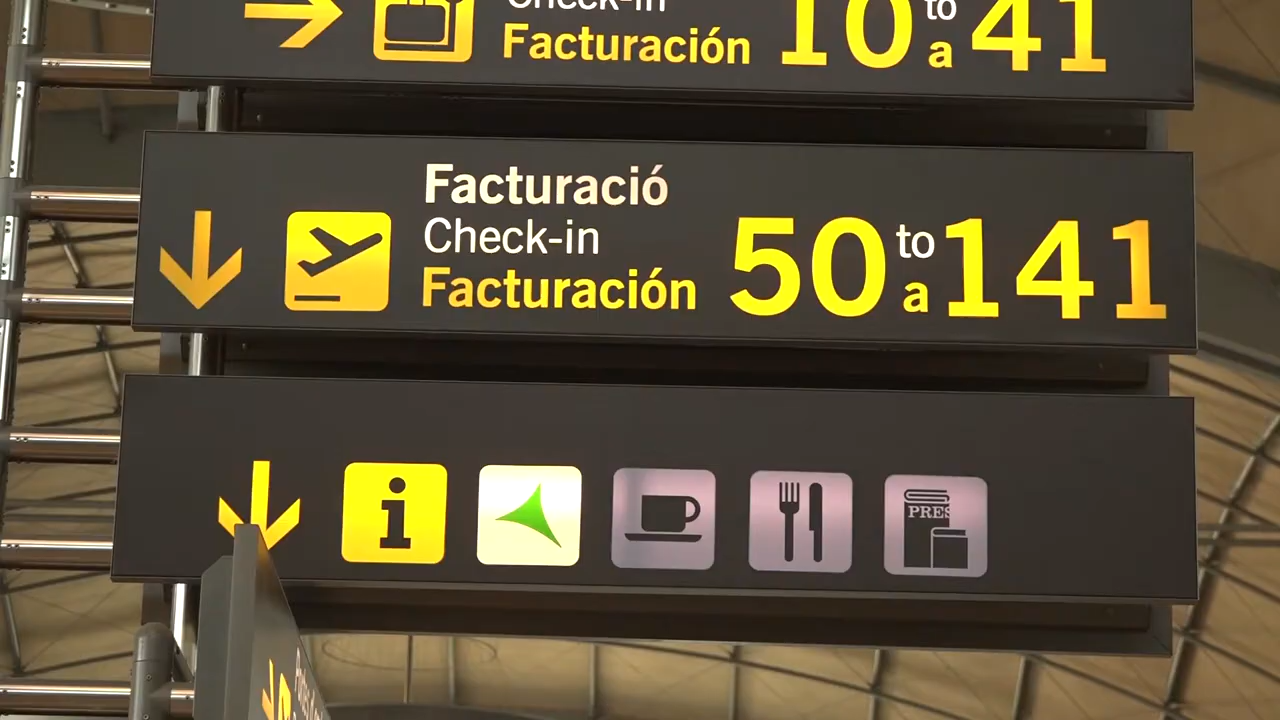 Check-in
Facturación
10 to a 41
Facturació
Check-in
Facturación
50 to a 141
i
PRES